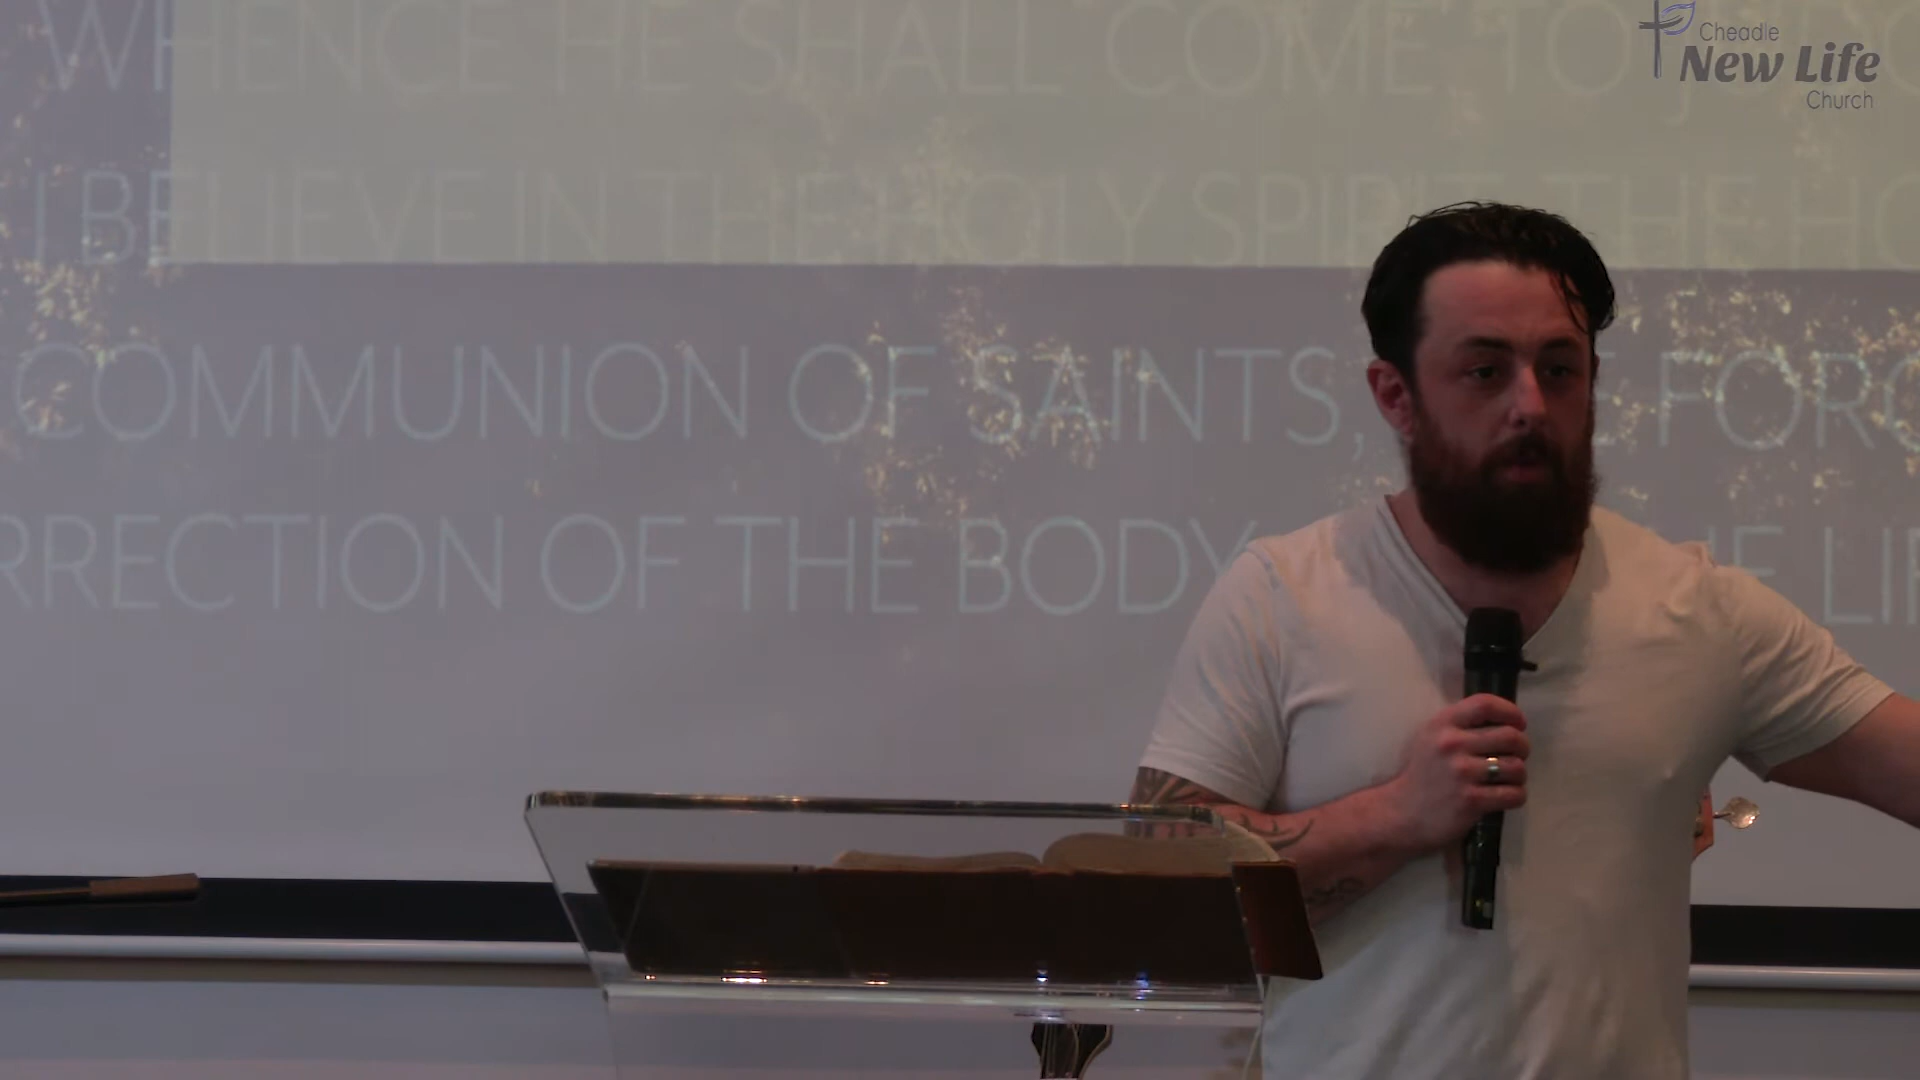 Cheadle
New Life
Church
WHENCE HE SHALL COME TO
I BELIEVE IN THE HOLY SPIRIT THE
COMMUNION OF SAINTS,
OF THE BODY